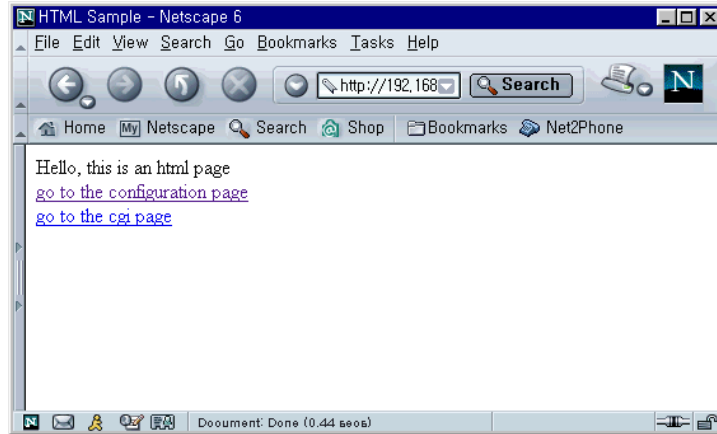 N HTML Sample - Netscape 6
File Edit View Search Go Bookmarks Tasks Help
http://192,168 Search N
Home My Netscape Search Shop Bookmarks Net2Phone
Hello, this is an html page
go to the configuration page
go to the cgi page
N Document: Done (0.44 secs)